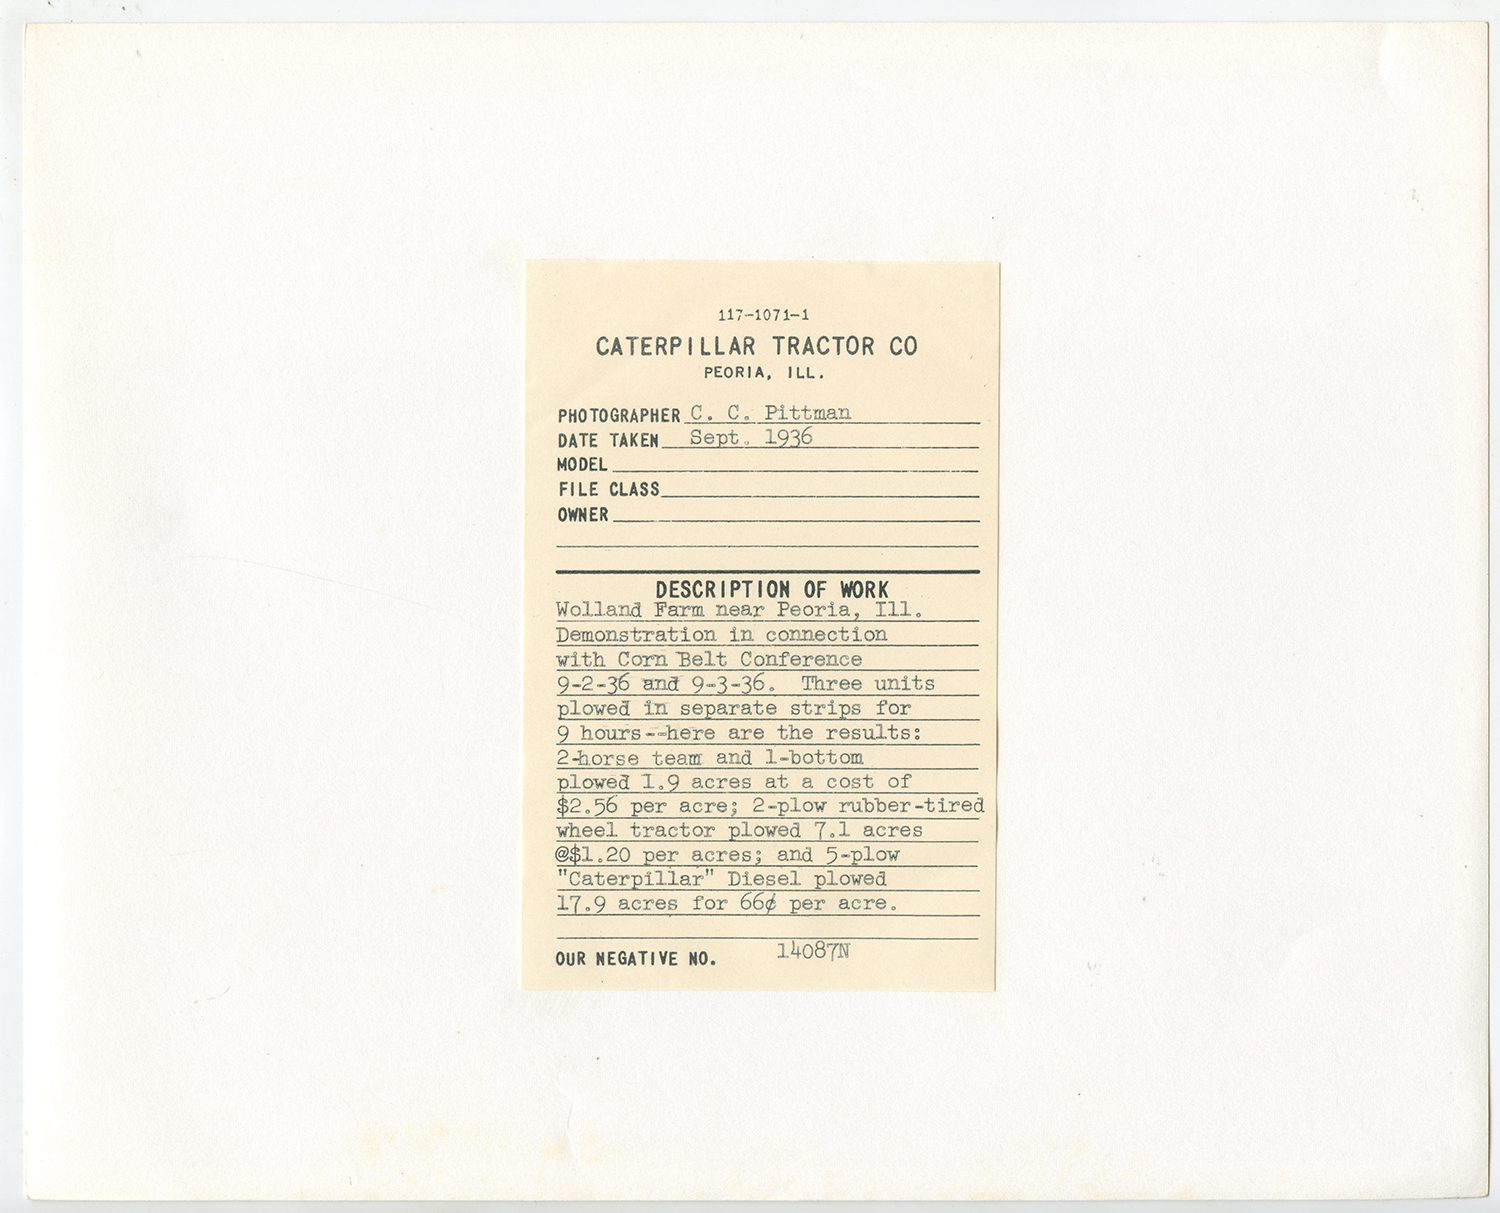 117-1071-1
CATERPILLAR TRACTOR CO
PEORIA, ILL.
PHOTOGRAPHER C. C. Pittman
DATE TAKEN Sept. 1936
MODEL
FILE CLASS
OWNER
DESCRIPTION OF WORK
Wolland Farm near Peoria, Ill.
Demonstration in connection
with Corn Belt Conference
9-2-36 and 9-3-36. Three units
plowed in separate strips for
9 hours--here are the results:
2-horse team and 1-bottom
plowed 1.9 acres at a cost of
$2.56 per acre; 2-plow rubber-tired
wheel tractor plowed 7.1 acres
@$1.20 per acres; and 5-plow
"Caterpillar" Diesel plowed
17.9 acres for 66¢ per acre.
OUR NEGATIVE NO. 14087N